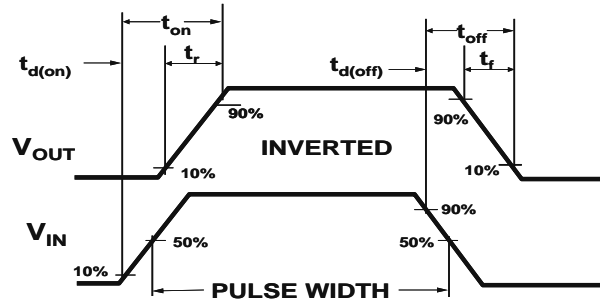 t_on
t_off
t_r
t_f
t_d(on)
t_d(off)
90%
90%
V_OUT
INVERTED
10%
10%
90%
V_IN
50%
50%
10%
PULSE WIDTH